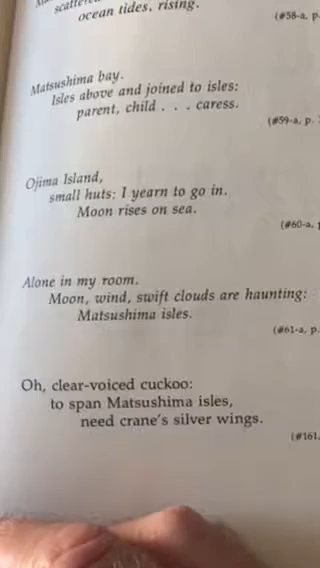 ocean tides, rising.
(#58-a, p
Matsushima bay.
Isles above and joined to isles:
parent, child . . . caress.
(#59-a, p.
Ojima Island,
small huts: I yearn to go in.
Moon rises on sea.
(#60-a,
Alone in my room.
Moon, wind, swift clouds are haunting:
Matsushima isles.
(#61-a, p.
Oh, clear-voiced cuckoo:
to span Matsushima isles,
need crane's silver wings.
(#161,